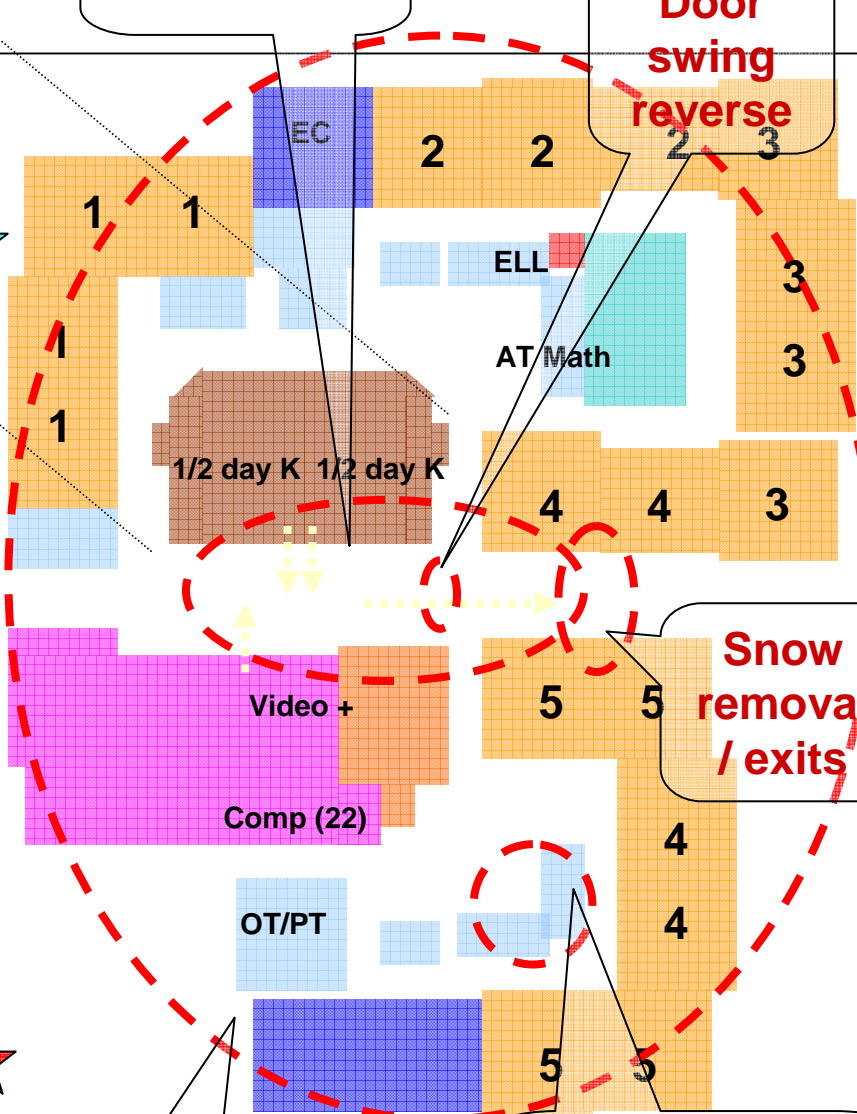 Door
swing
reverse
EC
2
2
2
3
1
1
ELL
3
1
AT Math
3
1
1/2 day K
1/2 day K
4
4
3
Snow
remova
/ exits
5
5
Video +
Comp (22)
4
OT/PT
4
5
5